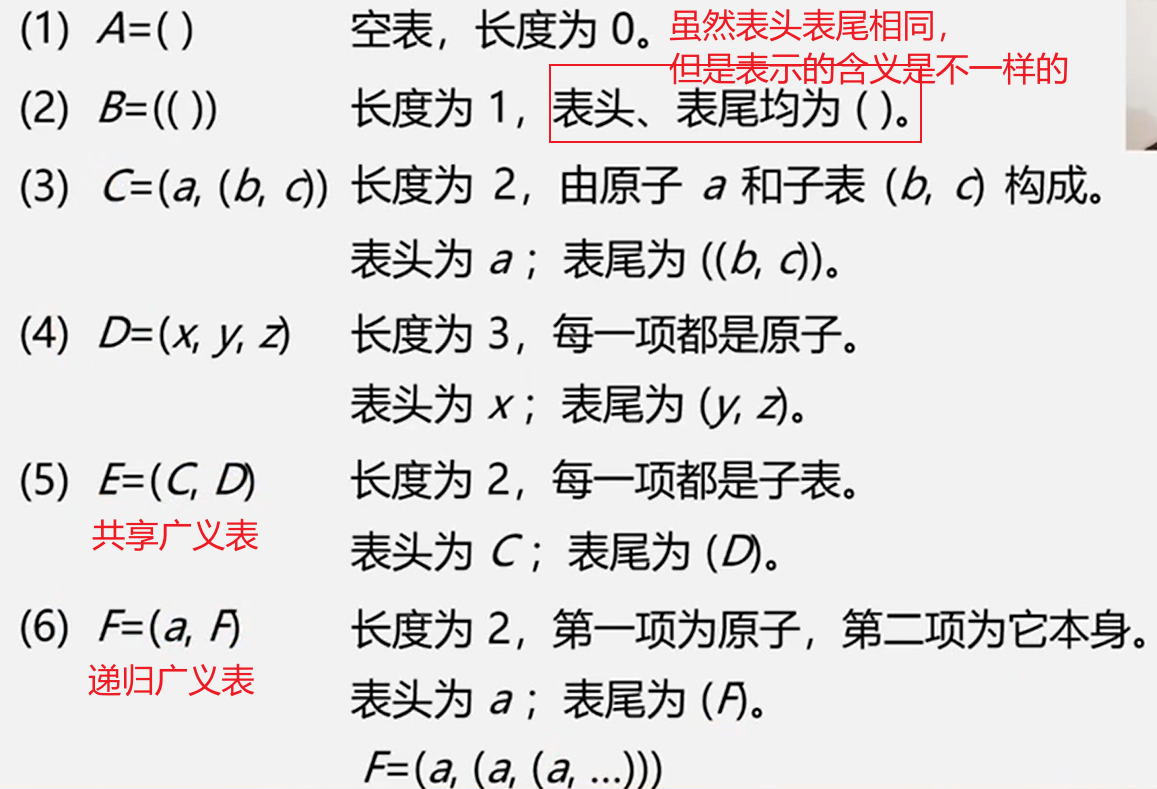 (1) A=( ) 空表，长度为 0。虽然表头表尾相同，
但是表示的含义是不一样的
(2) B=(( )) 长度为 1，表头、表尾均为 ( )。
(3) C=(a, (b, c)) 长度为 2，由原子 a 和子表 (b, c) 构成。
表头为 a ；表尾为 ((b, c))。
(4) D=(x, y, z) 长度为 3，每一项都是原子。
表头为 x ；表尾为 (y, z)。
(5) E=(C, D) 长度为 2，每一项都是子表。
共享广义表
表头为 C ；表尾为 (D)。
(6) F=(a, F) 长度为 2，第一项为原子，第二项为它本身。
递归广义表
表头为 a ；表尾为 (F)。
F=(a, (a, (a, ...)))